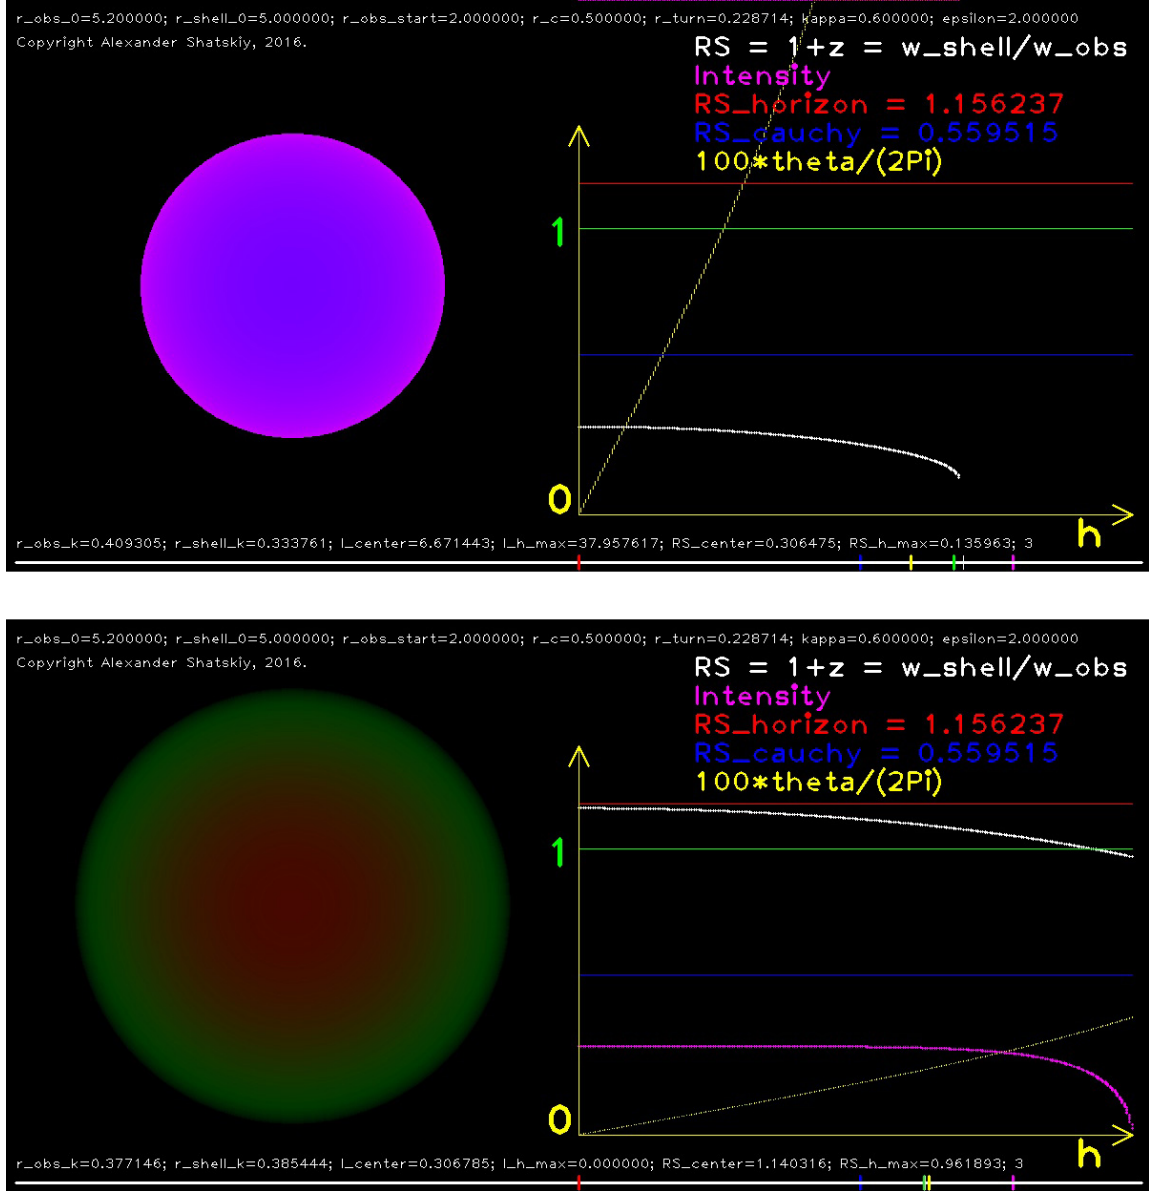 r_obs_0=5.200000; r_shell_0=5.000000; r_obs_start=2.000000; r_c=0.500000; r_turn=0.228714; kappa=0.600000; epsilon=2.000000
Copyright Alexander Shatskiy, 2016.
RS = 1+z = w_shell/w_obs
Intensity
RS_horizon = 1.156237
RS_cauchy = 0.559515
100*theta/(2Pi)
1
0
h
r_obs_k=0.409305; r_shell_k=0.333761; I_center=6.671443; I_h_max=37.957617; RS_center=0.306475; RS_h_max=0.135963; 3
r_obs_0=5.200000; r_shell_0=5.000000; r_obs_start=2.000000; r_c=0.500000; r_turn=0.228714; kappa=0.600000; epsilon=2.000000
Copyright Alexander Shatskiy, 2016.
RS = 1+z = w_shell/w_obs
Intensity
RS_horizon = 1.156237
RS_cauchy = 0.559515
100*theta/(2Pi)
1
0
h
r_obs_k=0.377146; r_shell_k=0.385444; I_center=0.306785; I_h_max=0.000000; RS_center=1.140316; RS_h_max=0.961893; 3